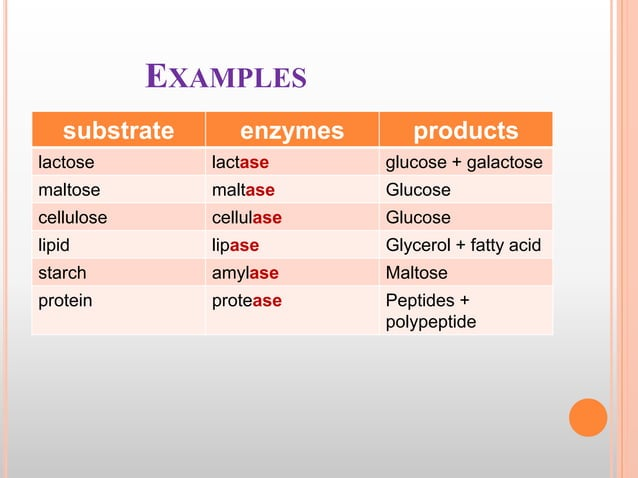 EXAMPLES
substrate enzymes products
lactose lactase glucose + galactose
maltose maltase Glucose
cellulose cellulase Glucose
lipid lipase Glycerol + fatty acid
starch amylase Maltose
protein protease Peptides +
polypeptide